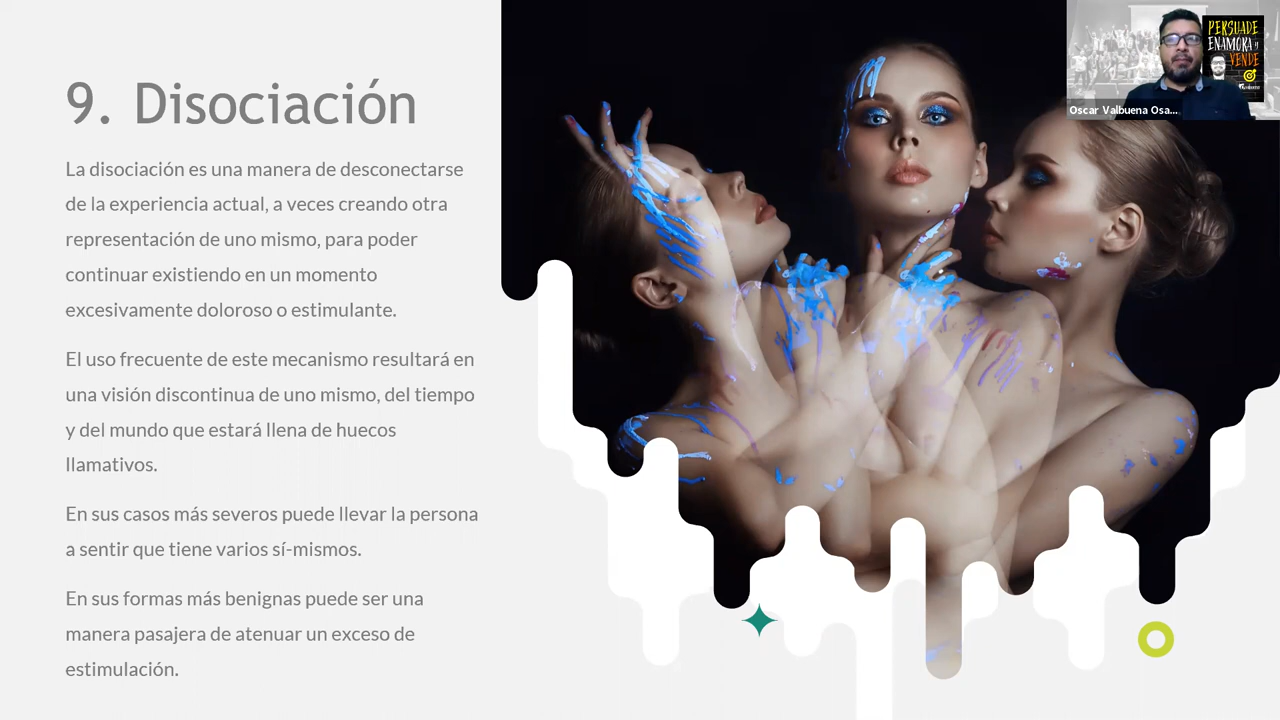 9. Disociación
La disociación es una manera de desconectarse
de la experiencia actual, a veces creando otra
representación de uno mismo, para poder
continuar existiendo en un momento
excesivamente doloroso o estimulante.
El uso frecuente de este mecanismo resultará en
una visión discontinua de uno mismo, del tiempo
y del mundo que estará llena de huecos
llamativos.
En sus casos más severos puede llevar la persona
a sentir que tiene varios sí-mismos.
En sus formas más benignas puede ser una
manera pasajera de atenuar un exceso de
estimulación.
PERSUADE
ENAMORA y
VENDE
Oscar Valbuena Osa...